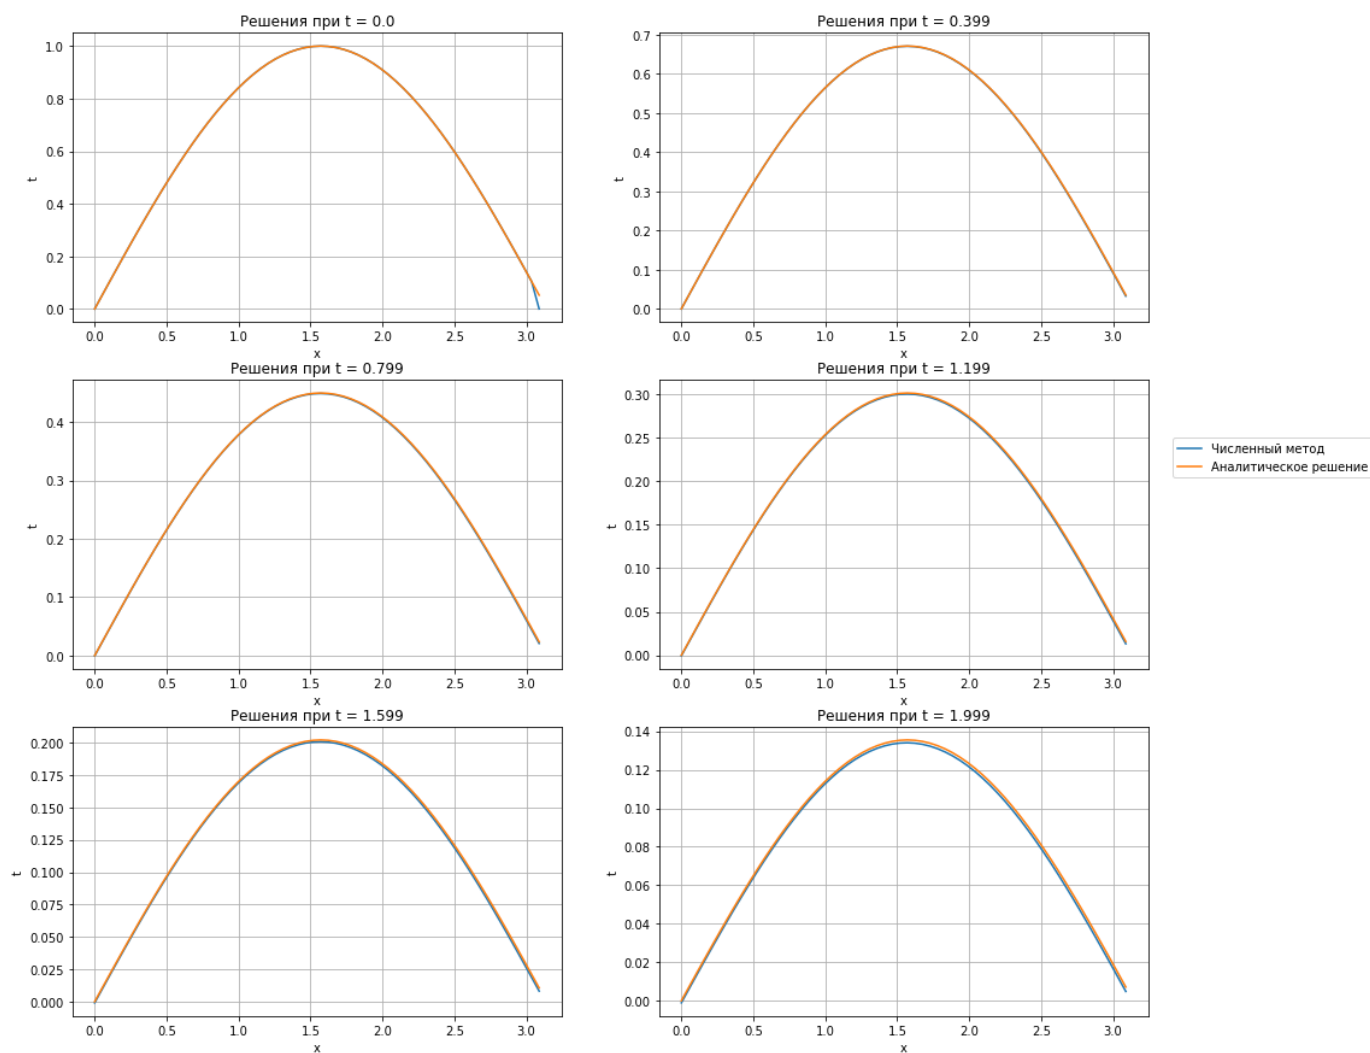 Решения при t = 0.0
1.0
0.8
0.6
0.4
0.2
0.0
t
0.0 0.5 1.0 1.5 2.0 2.5 3.0
x
Решения при t = 0.399
0.7
0.6
0.5
0.4
0.3
0.2
0.1
0.0
t
0.0 0.5 1.0 1.5 2.0 2.5 3.0
x
Решения при t = 0.799
0.4
0.3
0.2
0.1
0.0
t
0.0 0.5 1.0 1.5 2.0 2.5 3.0
x
Решения при t = 1.199
0.30
0.25
0.20
0.15
0.10
0.05
0.00
t
0.0 0.5 1.0 1.5 2.0 2.5 3.0
x
Численный метод
Аналитическое решение
Решения при t = 1.599
0.200
0.175
0.150
0.125
0.100
0.075
0.050
0.025
0.000
t
0.0 0.5 1.0 1.5 2.0 2.5 3.0
x
Решения при t = 1.999
0.14
0.12
0.10
0.08
0.06
0.04
0.02
0.00
t
0.0 0.5 1.0 1.5 2.0 2.5 3.0
x